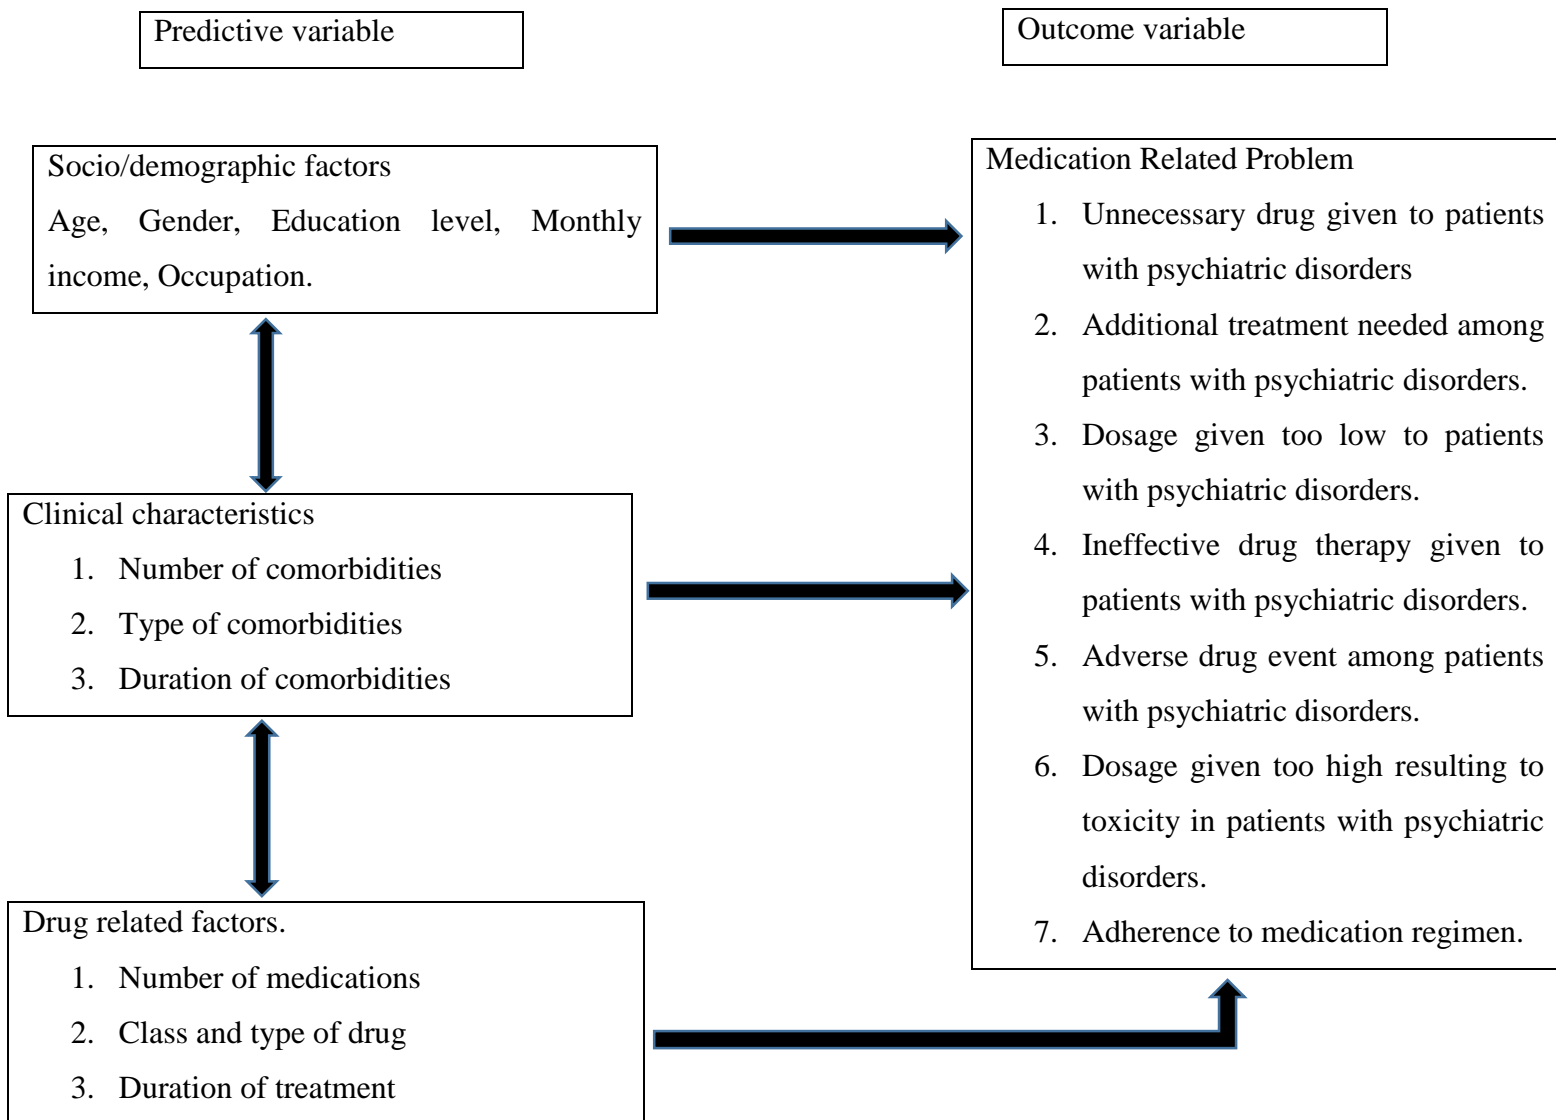 Predictive variable
Outcome variable
Socio/demographic factors
Age, Gender, Education level, Monthly
income, Occupation.
Clinical characteristics
1. Number of comorbidities
2. Type of comorbidities
3. Duration of comorbidities
Drug related factors.
1. Number of medications
2. Class and type of drug
3. Duration of treatment
Medication Related Problem
1. Unnecessary drug given to patients
with psychiatric disorders
2. Additional treatment needed among
patients with psychiatric disorders.
3. Dosage given too low to patients
with psychiatric disorders.
4. Ineffective drug therapy given to
patients with psychiatric disorders.
5. Adverse drug event among patients
with psychiatric disorders.
6. Dosage given too high resulting to
toxicity in patients with psychiatric
disorders.
7. Adherence to medication regimen.